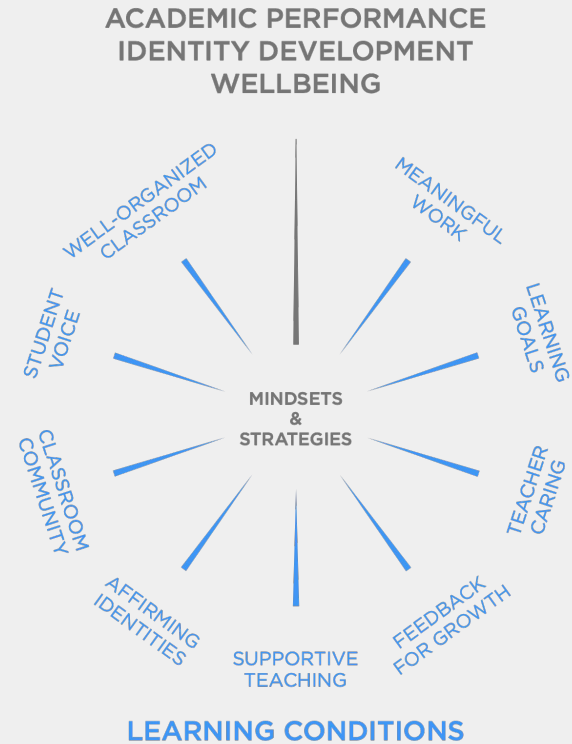 ACADEMIC PERFORMANCE
IDENTITY DEVELOPMENT
WELLBEING
WELL-ORGANIZED
CLASSROOM
MEANINGFUL
WORK
STUDENT
VOICE
LEARNING
GOALS
MINDSETS
&
STRATEGIES
CLASSROOM
COMMUNITY
TEACHER
CARING
AFFIRMING
IDENTITIES
FEEDBACK
FOR GROWTH
SUPPORTIVE
TEACHING
LEARNING CONDITIONS